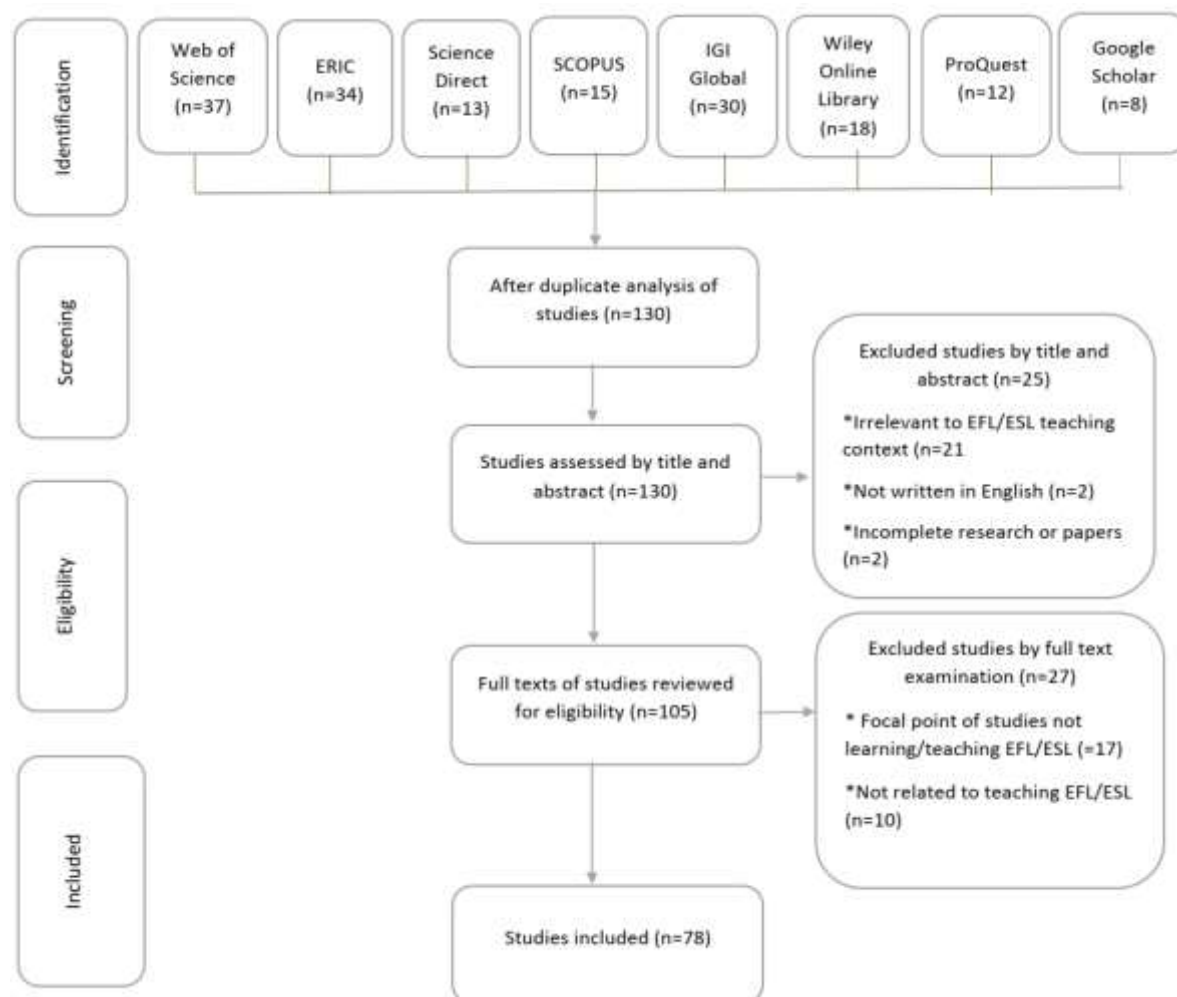 Identification
Web of
Science
(n=37)
ERIC
(n=34)
Science
Direct
(n=13)
SCOPUS
(n=15)
IGI
Global
(n=30)
Wiley
Online
Library
(n=18)
ProQuest
(n=12)
Google
Scholar
(n=8)
Screening
After duplicate analysis of
studies (n=130)
Studies assessed by title and
abstract (n=130)
Excluded studies by title and
abstract (n=25)
*Irrelevant to EFL/ESL teaching
context (n=21
*Not written in English (n=2)
*Incomplete research or papers
(n=2)
Eligibility
Full texts of studies reviewed
for eligibility (n=105)
Excluded studies by full text
examination (n=27)
* Focal point of studies not
learning/teaching EFL/ESL (=17)
*Not related to teaching EFL/ESL
(n=10)
Included
Studies included (n=78)